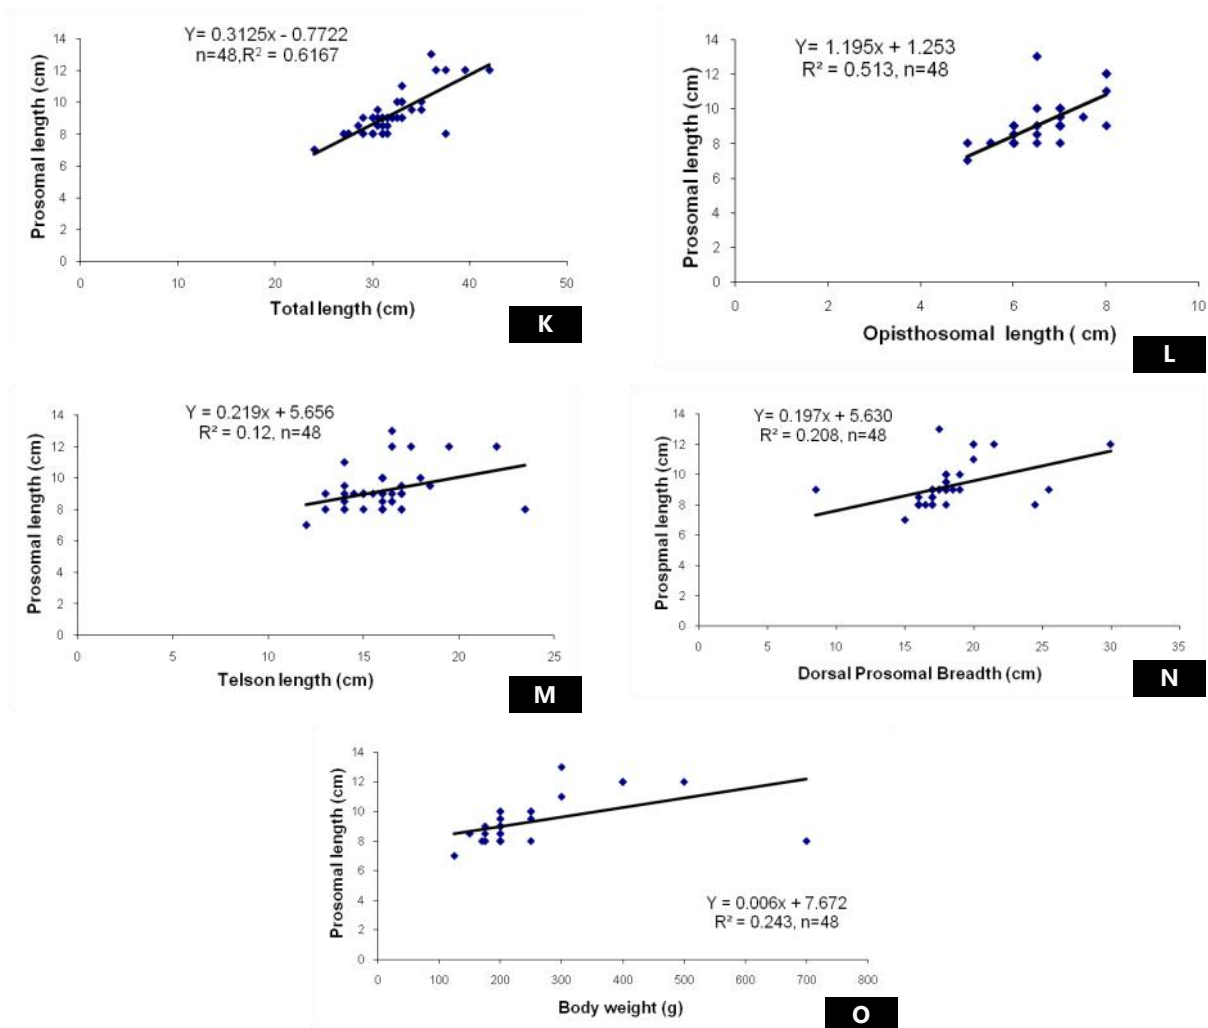 Y= 0.3125x - 0.7722
n=48,R² = 0.6167
14
12
10
8
6
4
2
0
Prosomal length (cm)
0 10 20 30 40 50
Total length (cm)
K
Y= 1.195x + 1.253
R² = 0.513, n=48
14
12
10
8
6
4
2
0
Prosomal length (cm)
0 2 4 6 8 10
Opisthosomal length ( cm)
L
Y = 0.219x + 5.656
R² = 0.12, n=48
14
12
10
8
6
4
2
0
Prosomal length (cm)
0 5 10 15 20 25
Telson length (cm)
M
Y= 0.197x + 5.630
R² = 0.208, n=48
14
12
10
8
6
4
2
0
Prospmal length (cm)
0 5 10 15 20 25 30 35
Dorsal Prosomal Breadth (cm)
N
14
12
10
8
6
4
2
0
Prosomal length (cm)
Y = 0.006x + 7.672
R² = 0.243, n=48
0 100 200 300 400 500 600 700 800
Body weight (g)
O